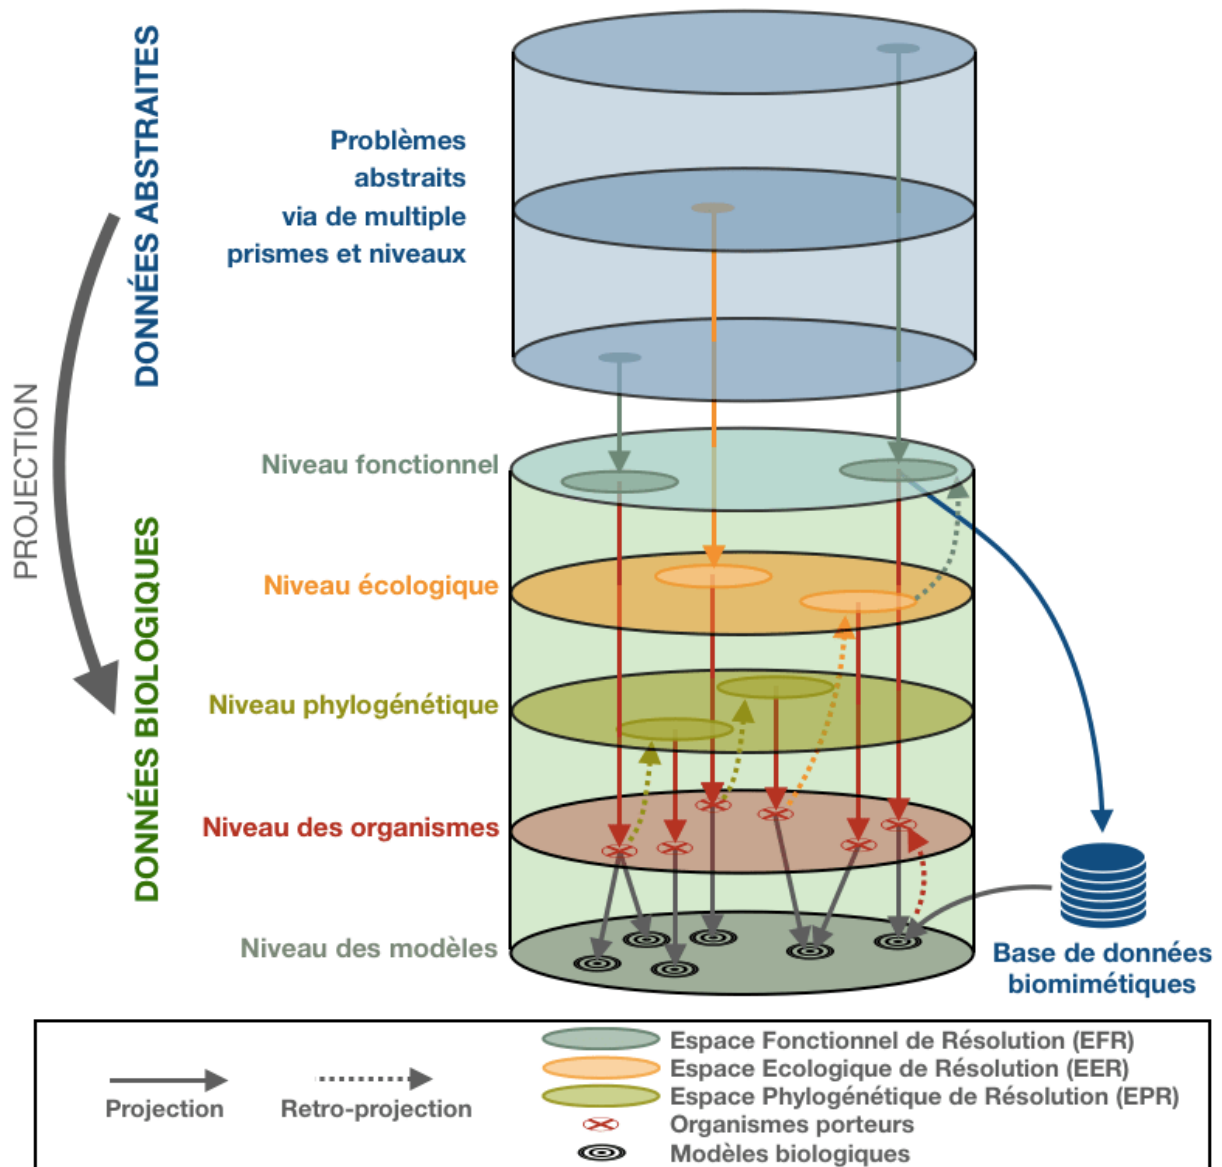 DONNÉES ABSTRAITES
Problèmes
abstraits
via de multiple
prismes et niveaux
PROJECTION
DONNÉES BIOLOGIQUES
Niveau fonctionnel
Niveau écologique
Niveau phylogénétique
Niveau des organismes
Niveau des modèles
Base de données
biomimétiques
Projection
Retro-projection
Espace Fonctionnel de Résolution (EFR)
Espace Ecologique de Résolution (EER)
Espace Phylogénétique de Résolution (EPR)
Organismes porteurs
Modèles biologiques